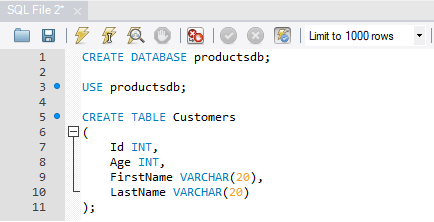 SQL File 2*
Limit to 1000 rows
1 CREATE DATABASE productsdb;
2
3 USE productsdb;
4
5 CREATE TABLE Customers
6 (
7 Id INT,
8 Age INT,
9 FirstName VARCHAR(20),
10 LastName VARCHAR(20)
11 );